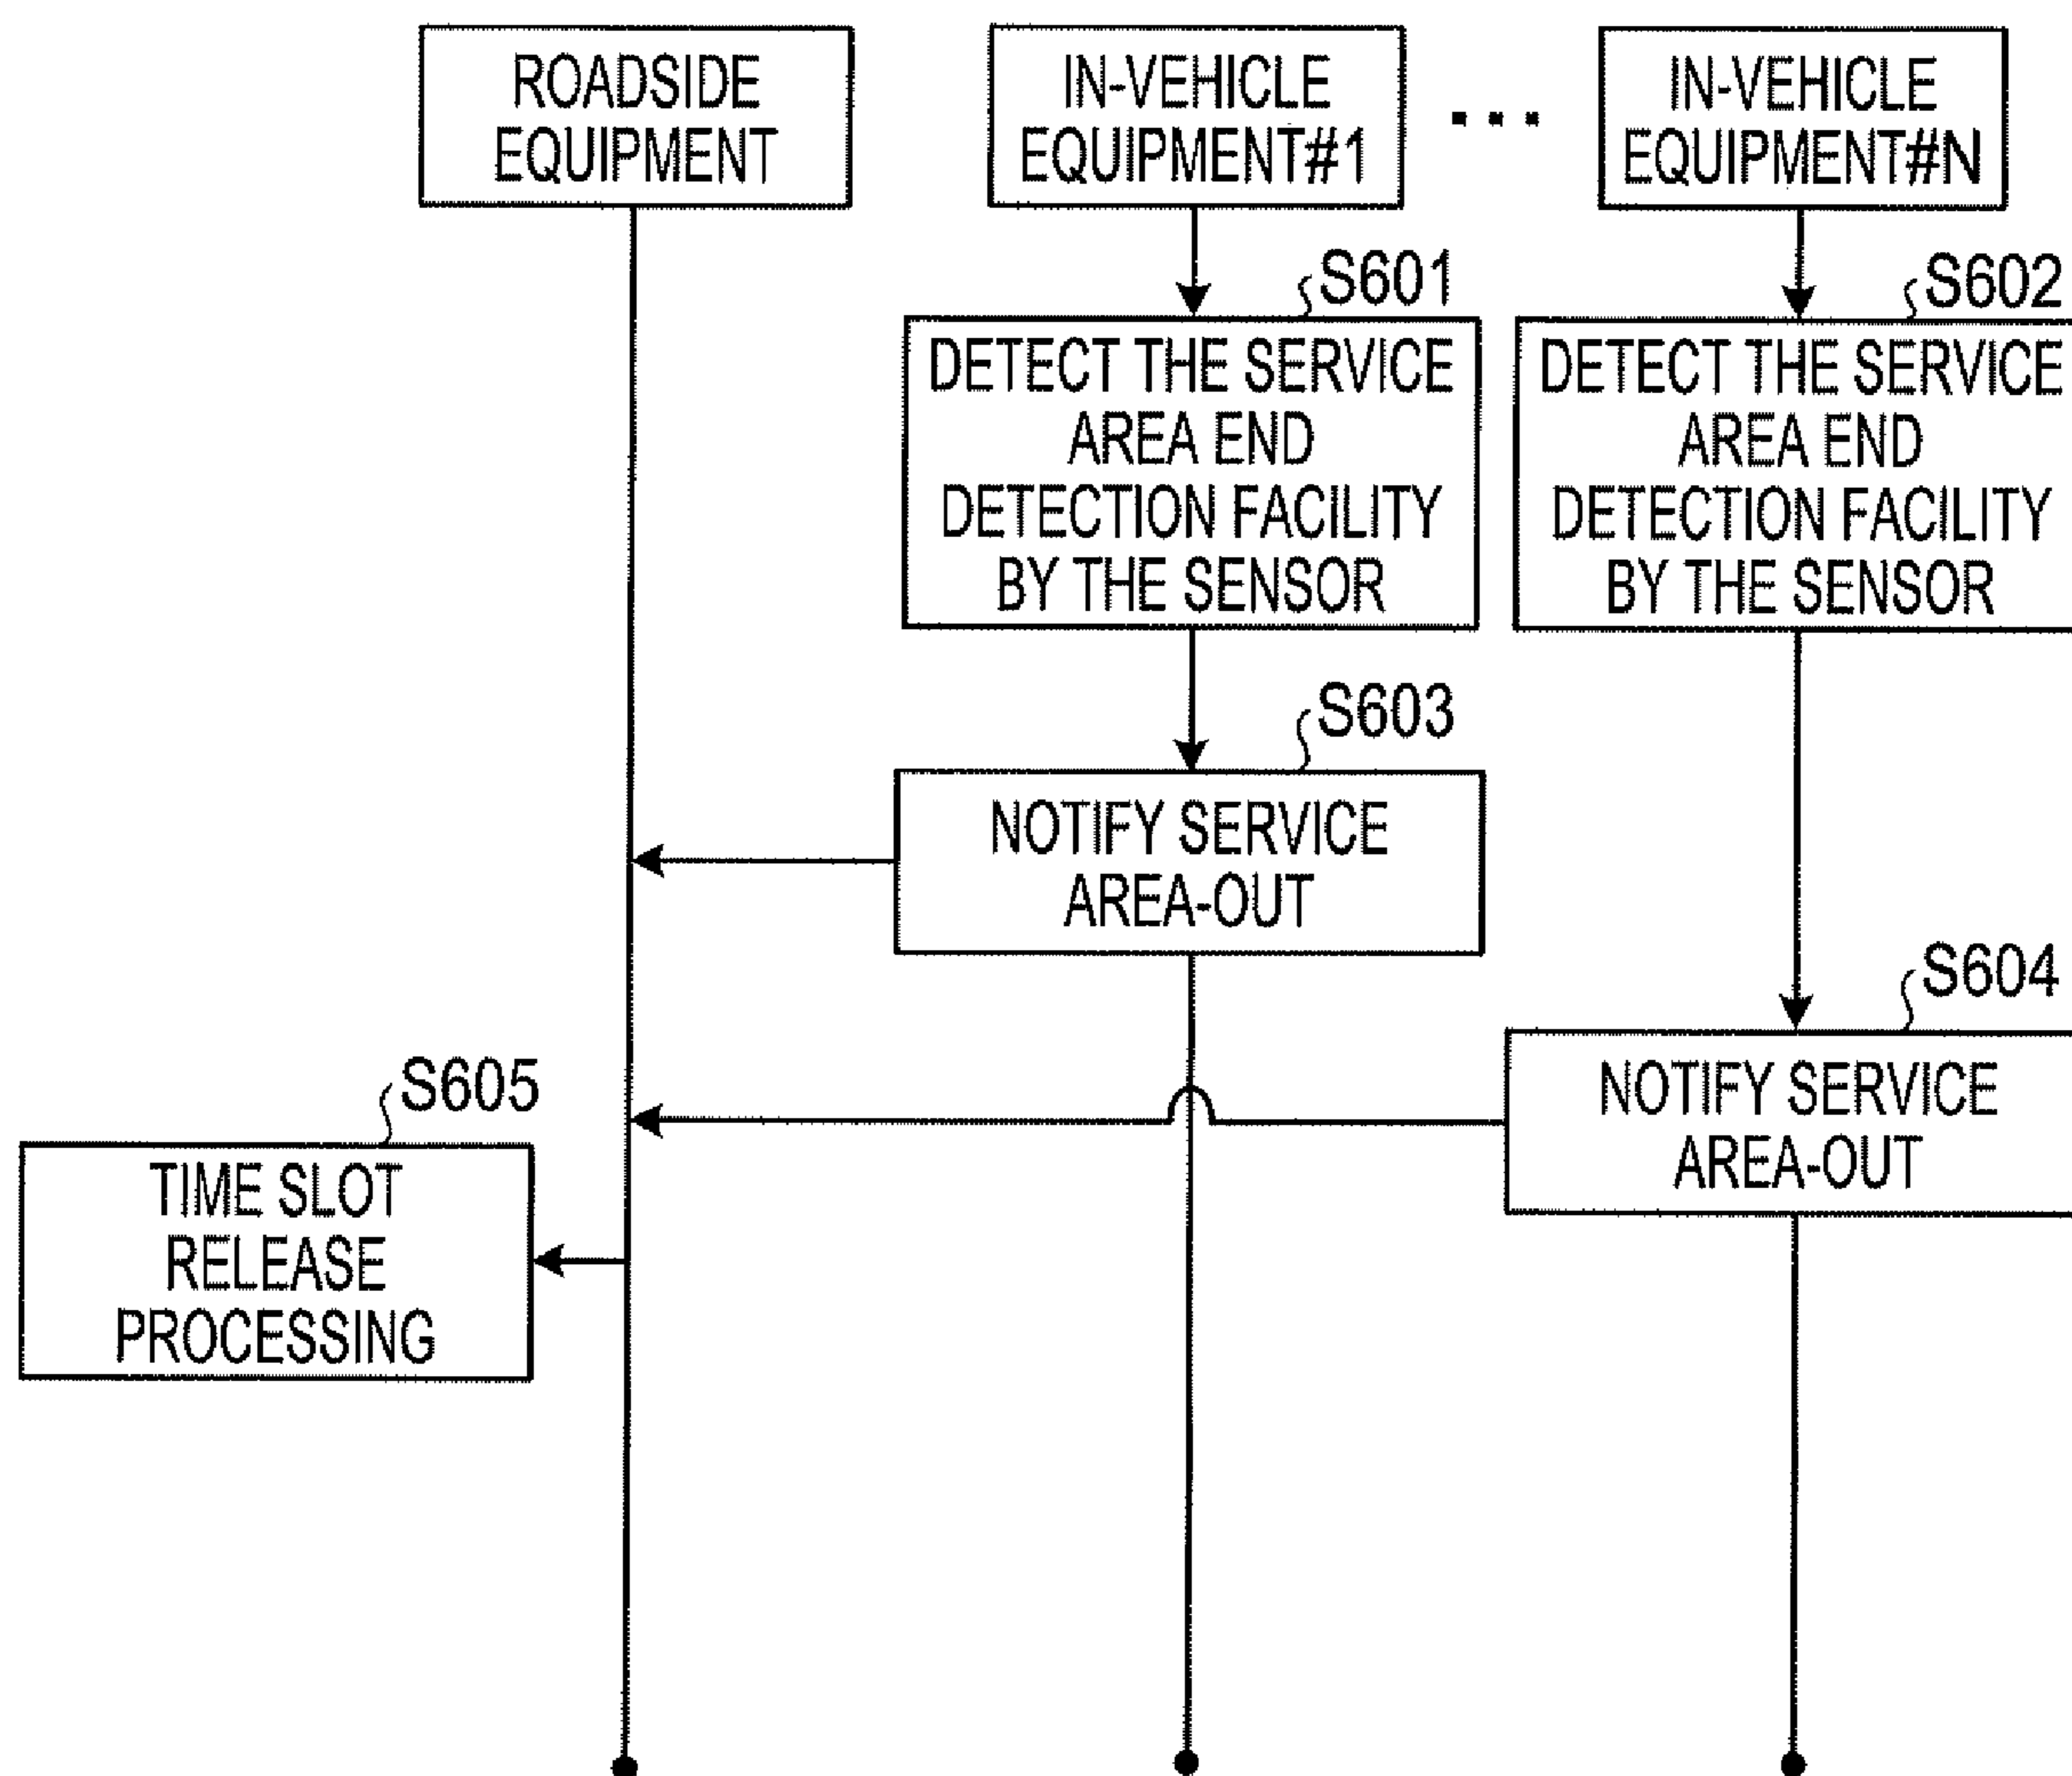 ROADSIDE
EQUIPMENT
IN-VEHICLE
EQUIPMENT#1
...
IN-VEHICLE
EQUIPMENT#N
S601
DETECT THE SERVICE
AREA END
DETECTION FACILITY
BY THE SENSOR
S602
DETECT THE SERVICE
AREA END
DETECTION FACILITY
BY THE SENSOR
S603
NOTIFY SERVICE
AREA-OUT
S604
NOTIFY SERVICE
AREA-OUT
S605
TIME SLOT
RELEASE
PROCESSING